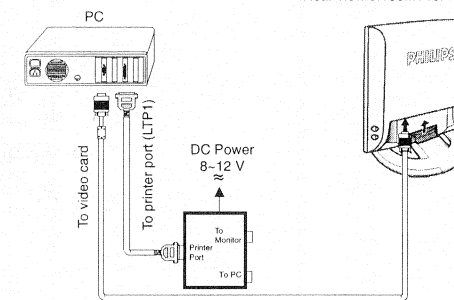 PC
PHILIPS
To video card
To printer port (LTP1)
DC Power
8~12 V
≈
To
Monitor
Printer
Port
To PC